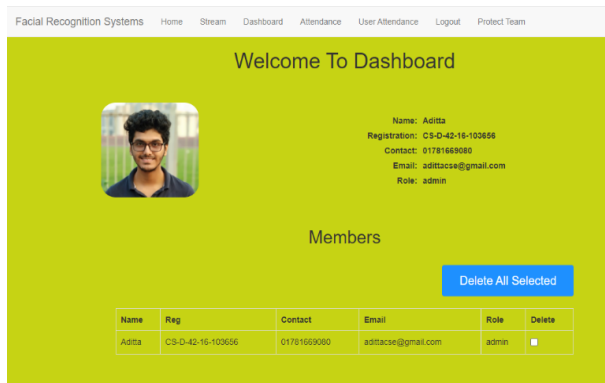 Facial Recognition Systems Home Stream Dashboard Attendance User Attendance Logout Protect Team
Welcome To Dashboard
Name: Aditta
Registration: CS-D-42-16-103656
Contact: 01781669080
Email: adittacse@gmail.com
Role: admin
Members
Delete All Selected
Name Reg Contact Email Role Delete
Aditta CS-D-42-16-103656 01781669080 adittacse@gmail.com admin